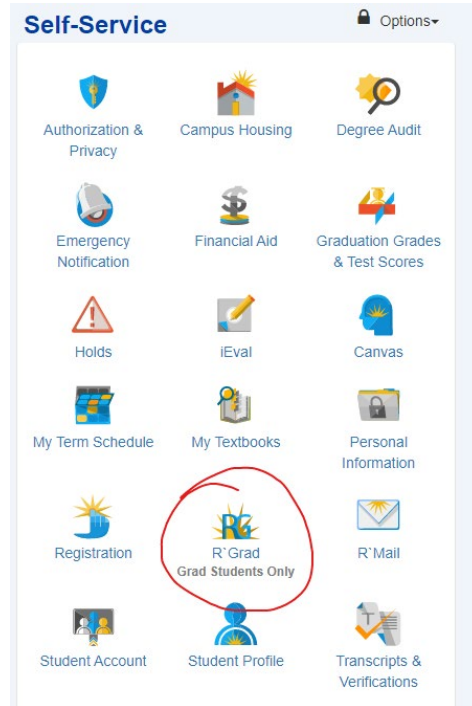 Self-Service
Options
Authorization &
Privacy
Campus Housing
Degree Audit
Emergency
Notification
Financial Aid
Graduation Grades
& Test Scores
Holds
iEval
Canvas
My Term Schedule
My Textbooks
Personal
Information
Registration
RG
R`Grad
Grad Students Only
R`Mail
Student Account
Student Profile
T
Transcripts &
Verifications